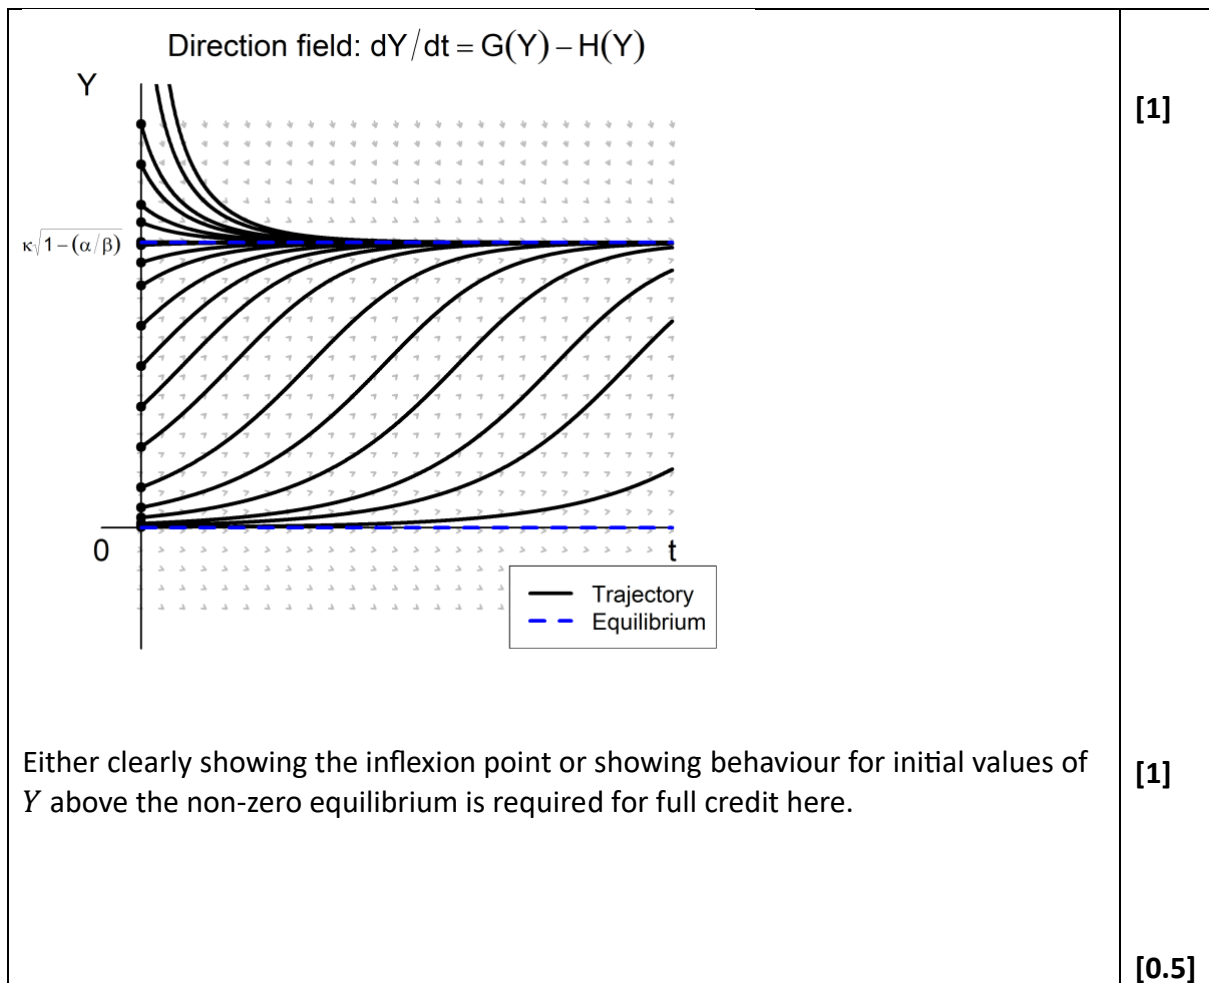 Direction field: dY/dt = G(Y) − H(Y)
Y
[1]
κ√1 − (α/β)
0
t
Trajectory
Equilibrium
Either clearly showing the inflexion point or showing behaviour for initial values of
Y above the non-zero equilibrium is required for full credit here.
[1]
[0.5]